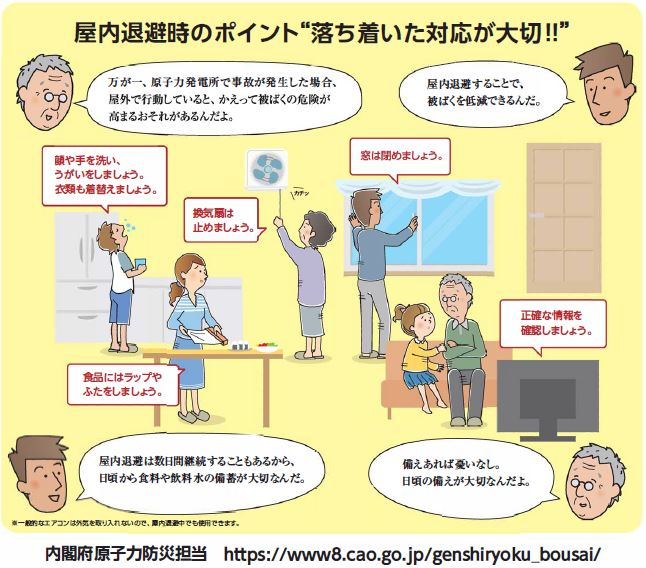 屋内退避時のポイント“落ち着いた対応が大切!!”
万が一、原子力発電所で事故が発生した場合、
屋外で行動していると、かえって被ばくの危険が
高まるおそれがあるんだよ。
屋内退避することで、
被ばくを低減できるんだ。
顔や手を洗い、
うがいをしましょう。
衣類も着替えましょう。
換気扇は
止めましょう。
カチッ
窓は閉めましょう。
正確な情報を
確認しましょう。
食品にはラップや
ふたをしましょう。
屋内退避は数日間継続することもあるから、
日頃から食料や飲料水の備蓄が大切なんだ。
備えあれば憂いなし。
日頃の備えが大切なんだよ。
※一般的なエアコンは外気を取り入れないので、屋内退避中でも使用できます。
内閣府原子力防災担当 https://www8.cao.go.jp/genshiryoku_bousai/